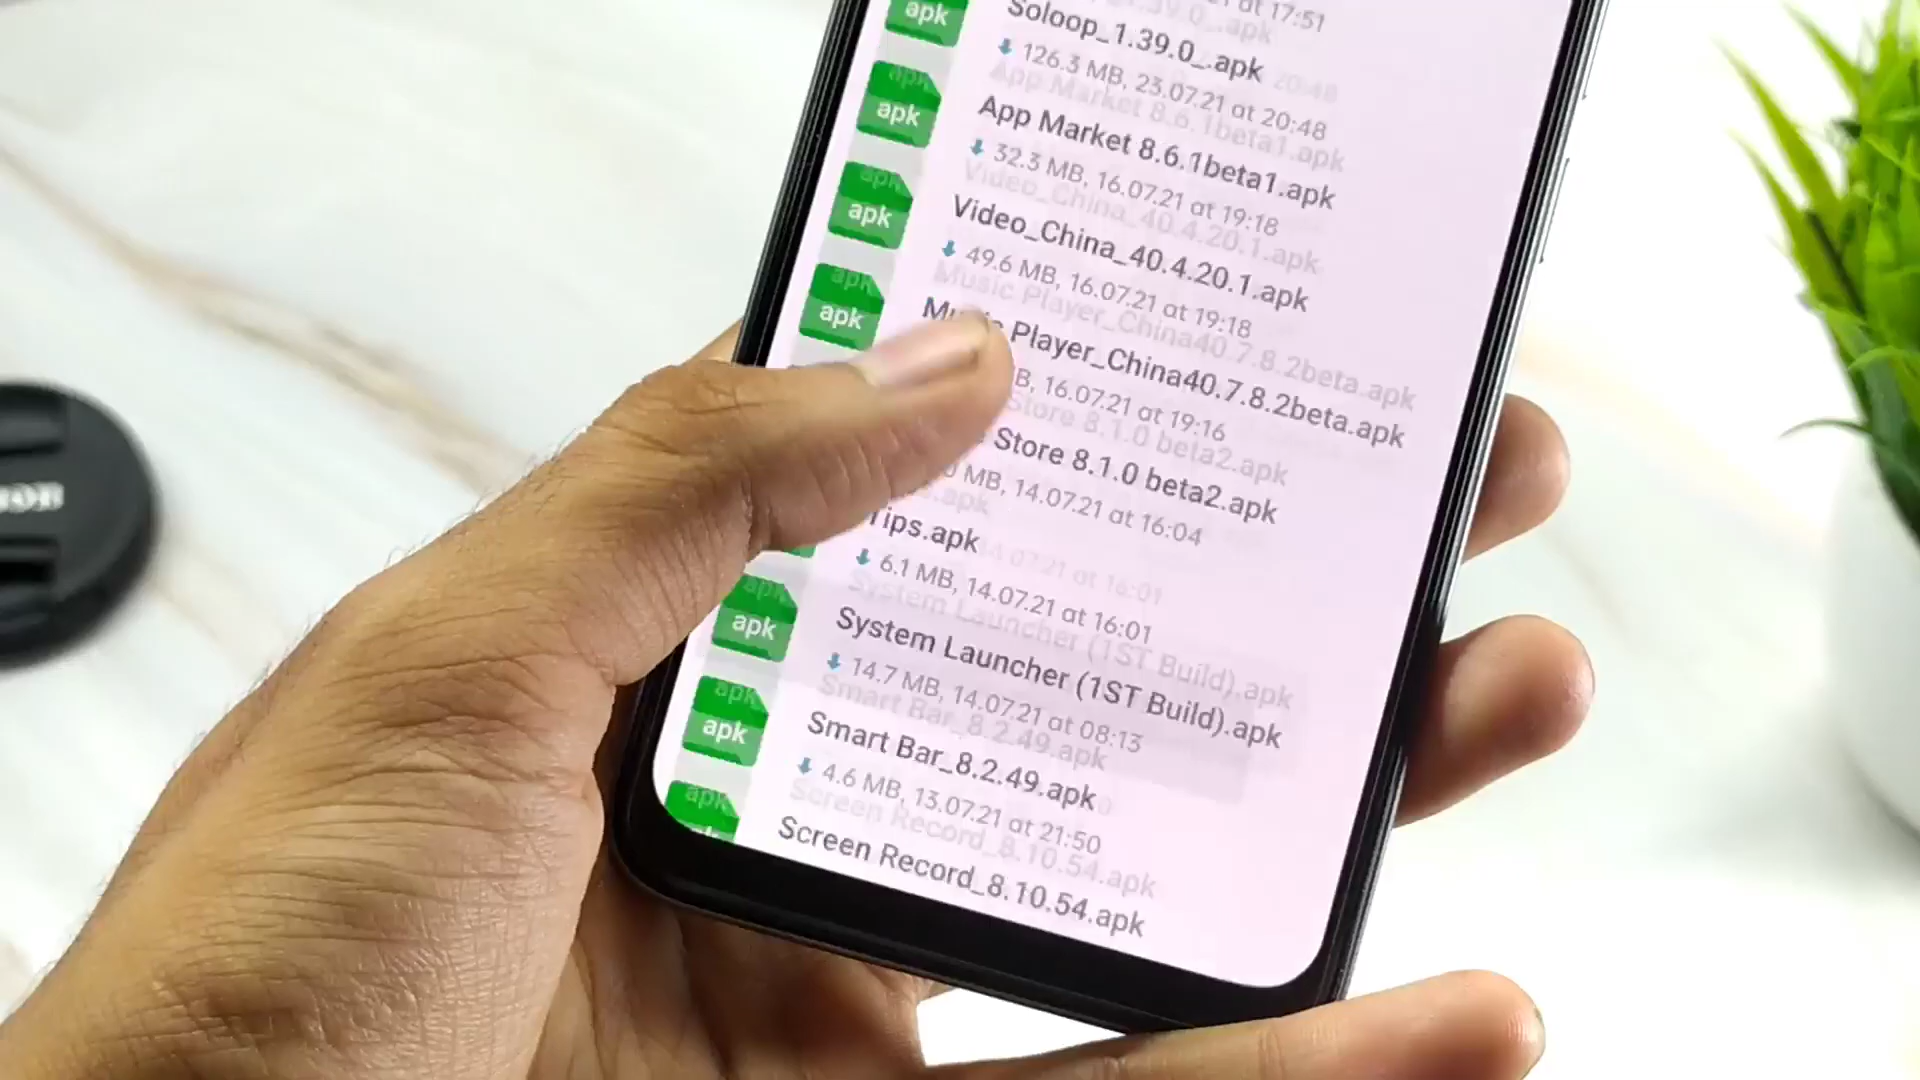 at 17:51
apk
Soloop_1.39.0_.apk
126.3 MB, 23.07.21 at 20:48
apk
App Market 8.6.1beta1.apk
32.3 MB, 16.07.21 at 19:18
apk
Video_China_40.4.20.1.apk
49.6 MB, 16.07.21 at 19:18
apk
Player_China40.7.8.2beta.apk
16.07.21 at 19:16
Store 8.1.0 beta2.apk
MB, 14.07.21 at 16:04
Tips.apk
6.1 MB, 14.07.21 at 16:01
apk
System Launcher (1ST Build).apk
14.7 MB, 14.07.21 at 08:13
apk
Smart Bar_8.2.49.apk
4.6 MB, 13.07.21 at 21:50
Screen Record_8.10.54.apk